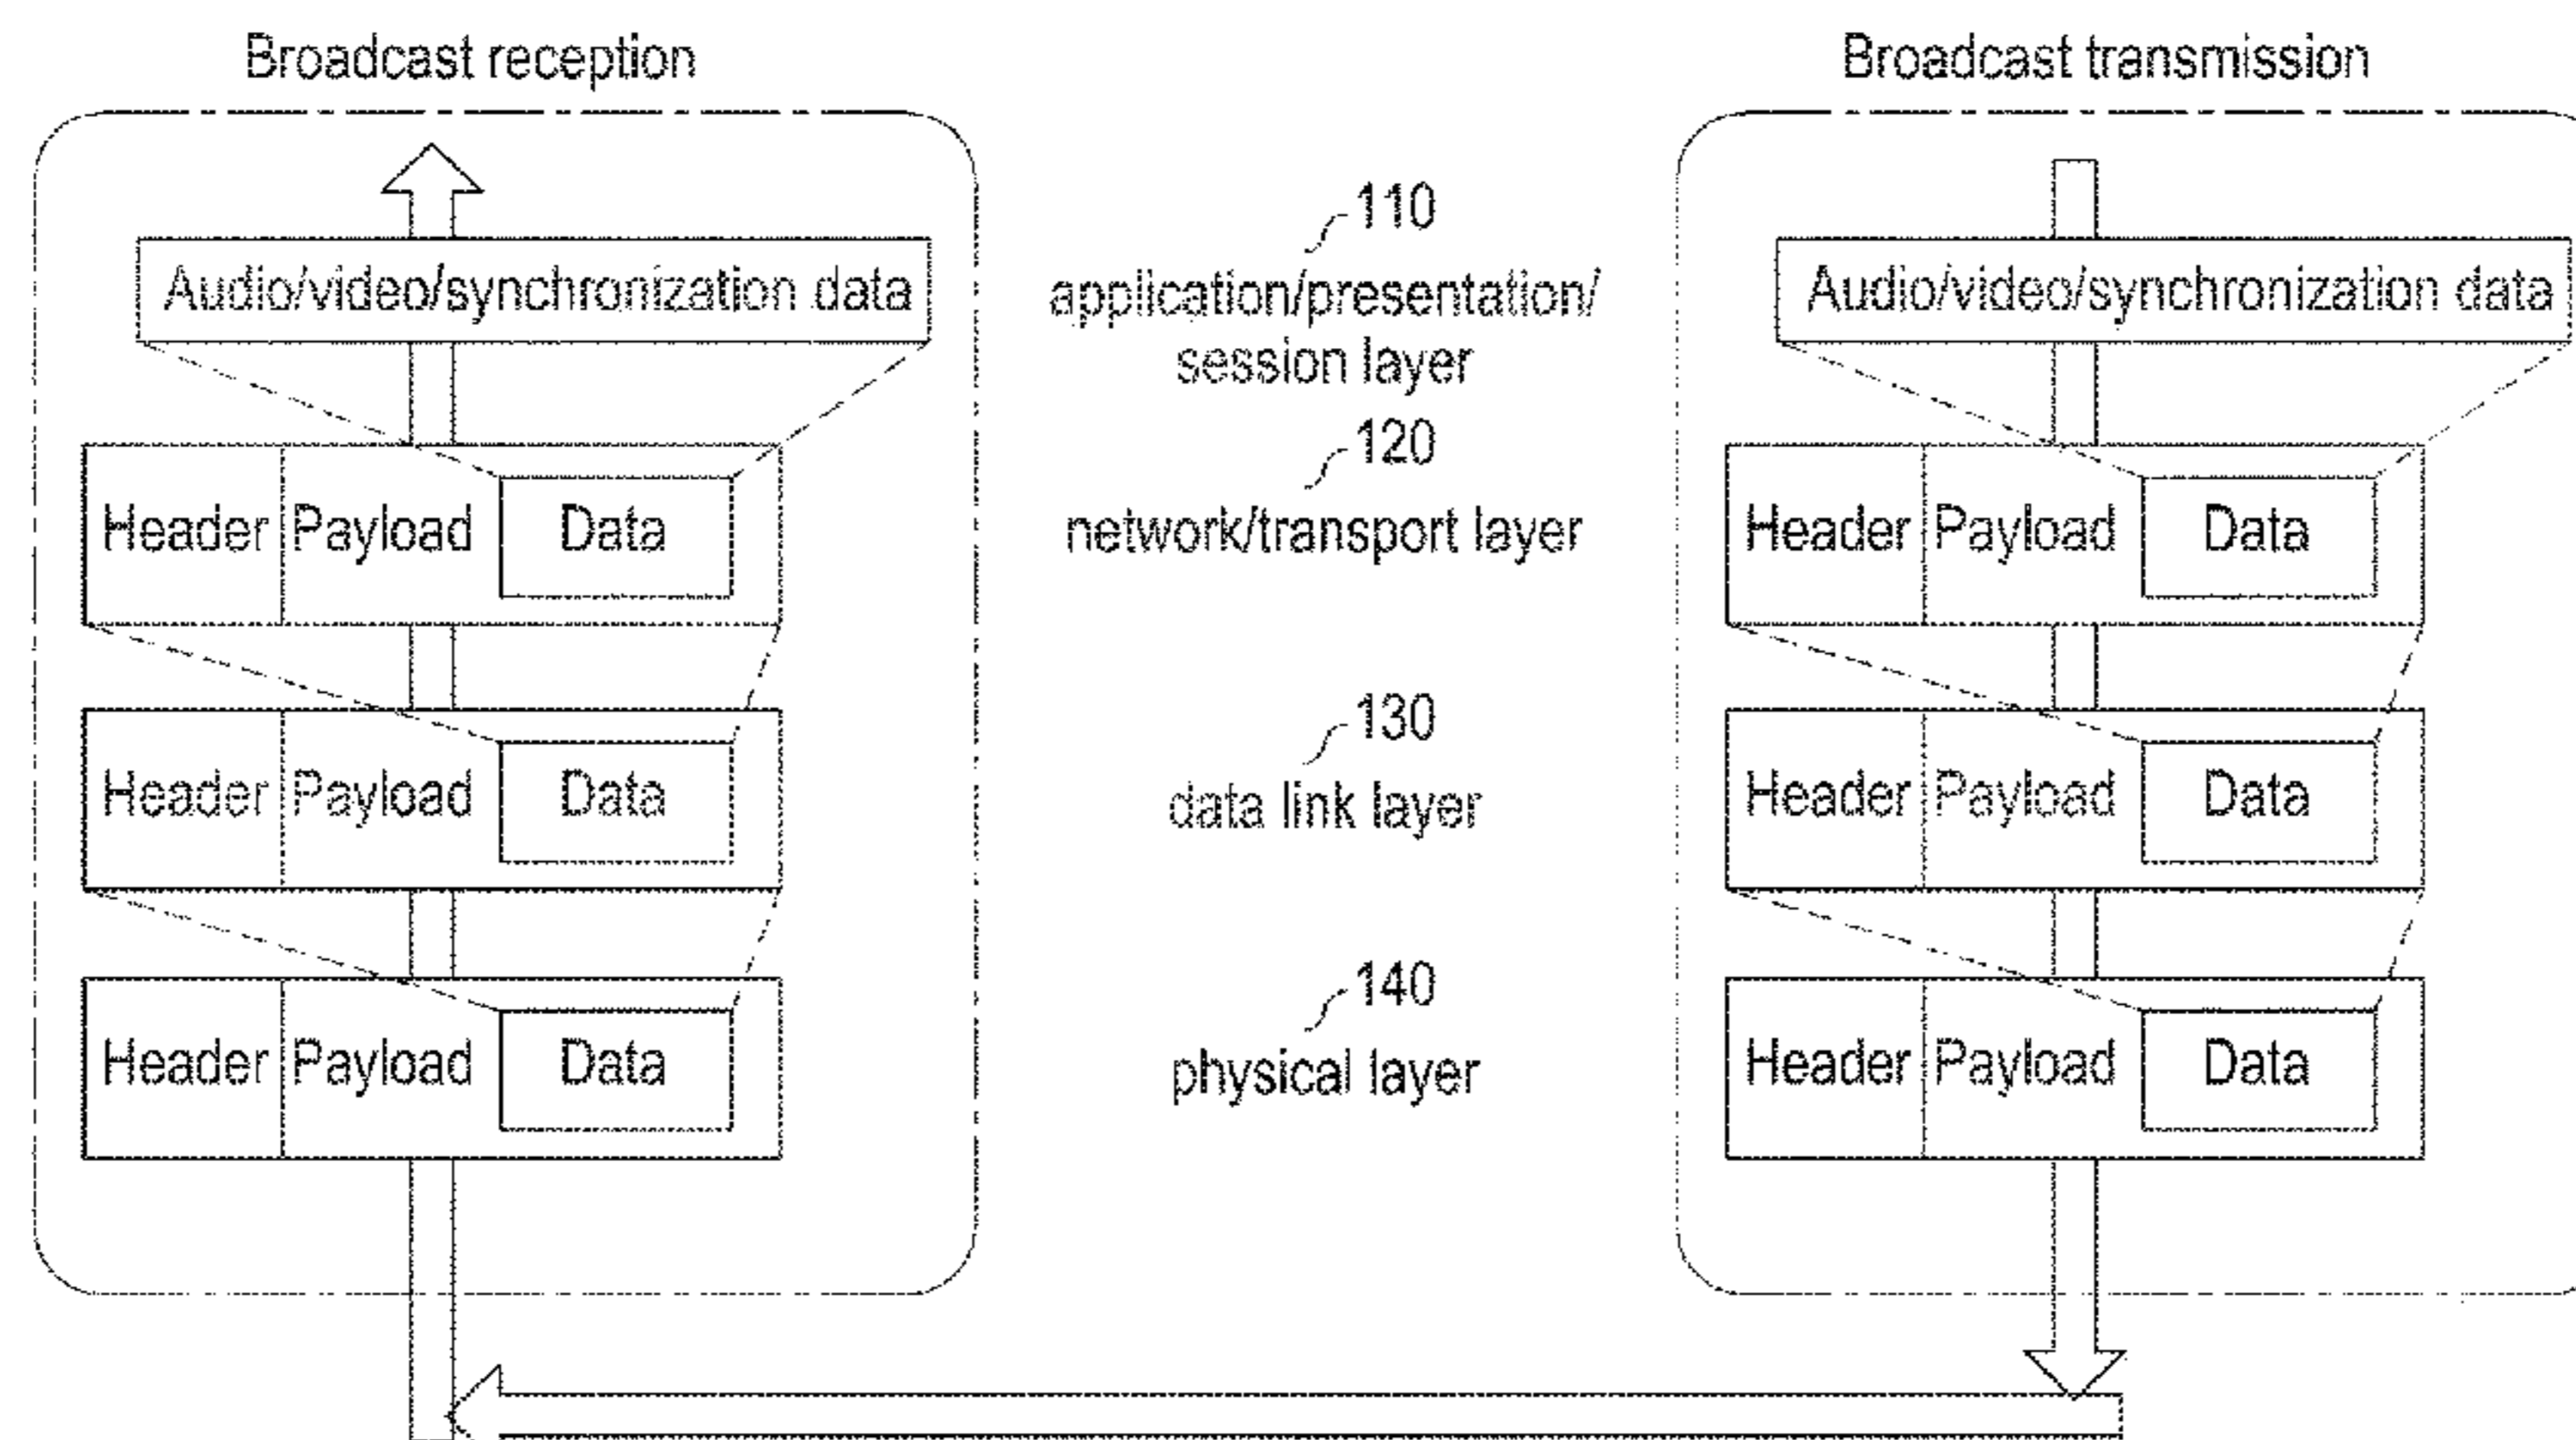 Broadcast reception
Broadcast transmission
110
Audio/video/synchronization data
application/presentation/
session layer
Audio/video/synchronization data
120
Header Payload Data
network/transport layer
Header Payload Data
130
Header Payload Data
data link layer
Header Payload Data
140
Header Payload Data
physical layer
Header Payload Data